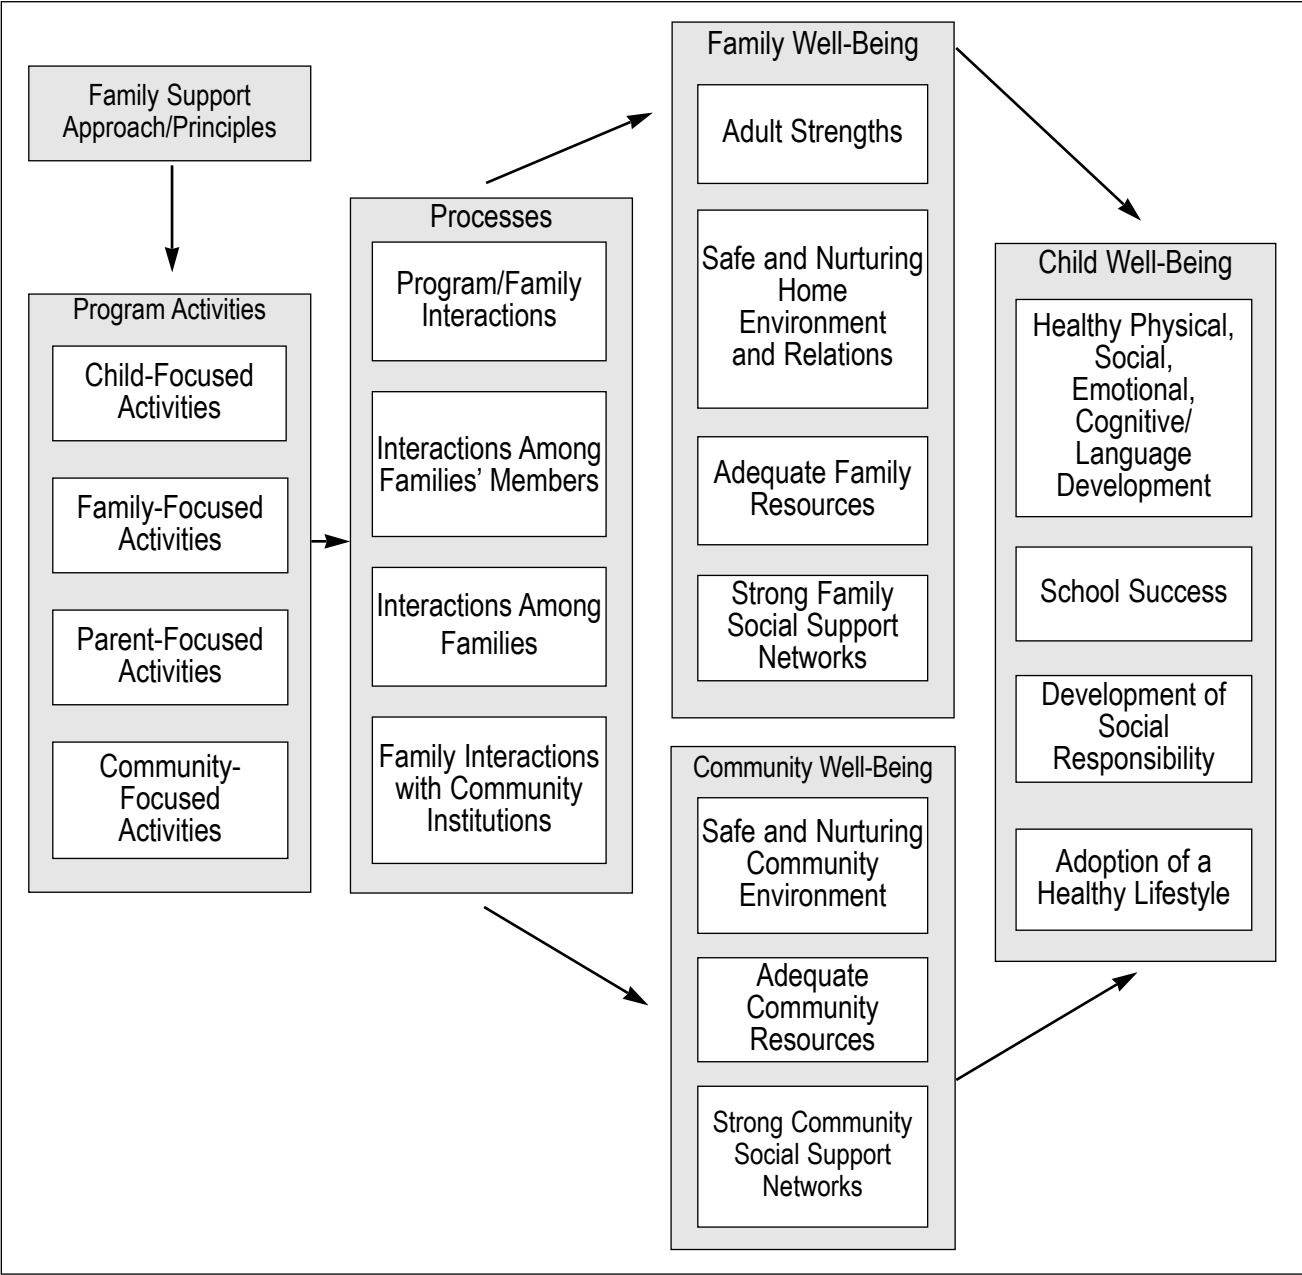 Family Support
Approach/Principles
Program Activities
Child-Focused
Activities
Family-Focused
Activities
Parent-Focused
Activities
Community-
Focused
Activities
Processes
Program/Family
Interactions
Interactions Among
Families’ Members
Interactions Among
Families
Family Interactions
with Community
Institutions
Family Well-Being
Adult Strengths
Safe and Nurturing
Home
Environment
and Relations
Adequate Family
Resources
Strong Family
Social Support
Networks
Community Well-Being
Safe and Nurturing
Community
Environment
Adequate
Community
Resources
Strong Community
Social Support
Networks
Child Well-Being
Healthy Physical,
Social,
Emotional,
Cognitive/
Language
Development
School Success
Development of
Social
Responsibility
Adoption of a
Healthy Lifestyle